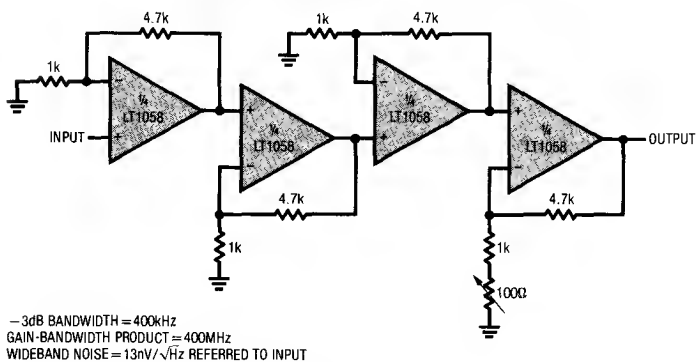 1k
4.7k
1/4
LT1058
INPUT
−
+
1/4
LT1058
+
−
4.7k
1k
1k
4.7k
1/4
LT1058
−
+
1/4
LT1058
+
−
OUTPUT
4.7k
1k
100Ω
−3dB BANDWIDTH = 400kHz
GAIN-BANDWIDTH PRODUCT = 400MHz
WIDEBAND NOISE = 13nV/√Hz REFERRED TO INPUT